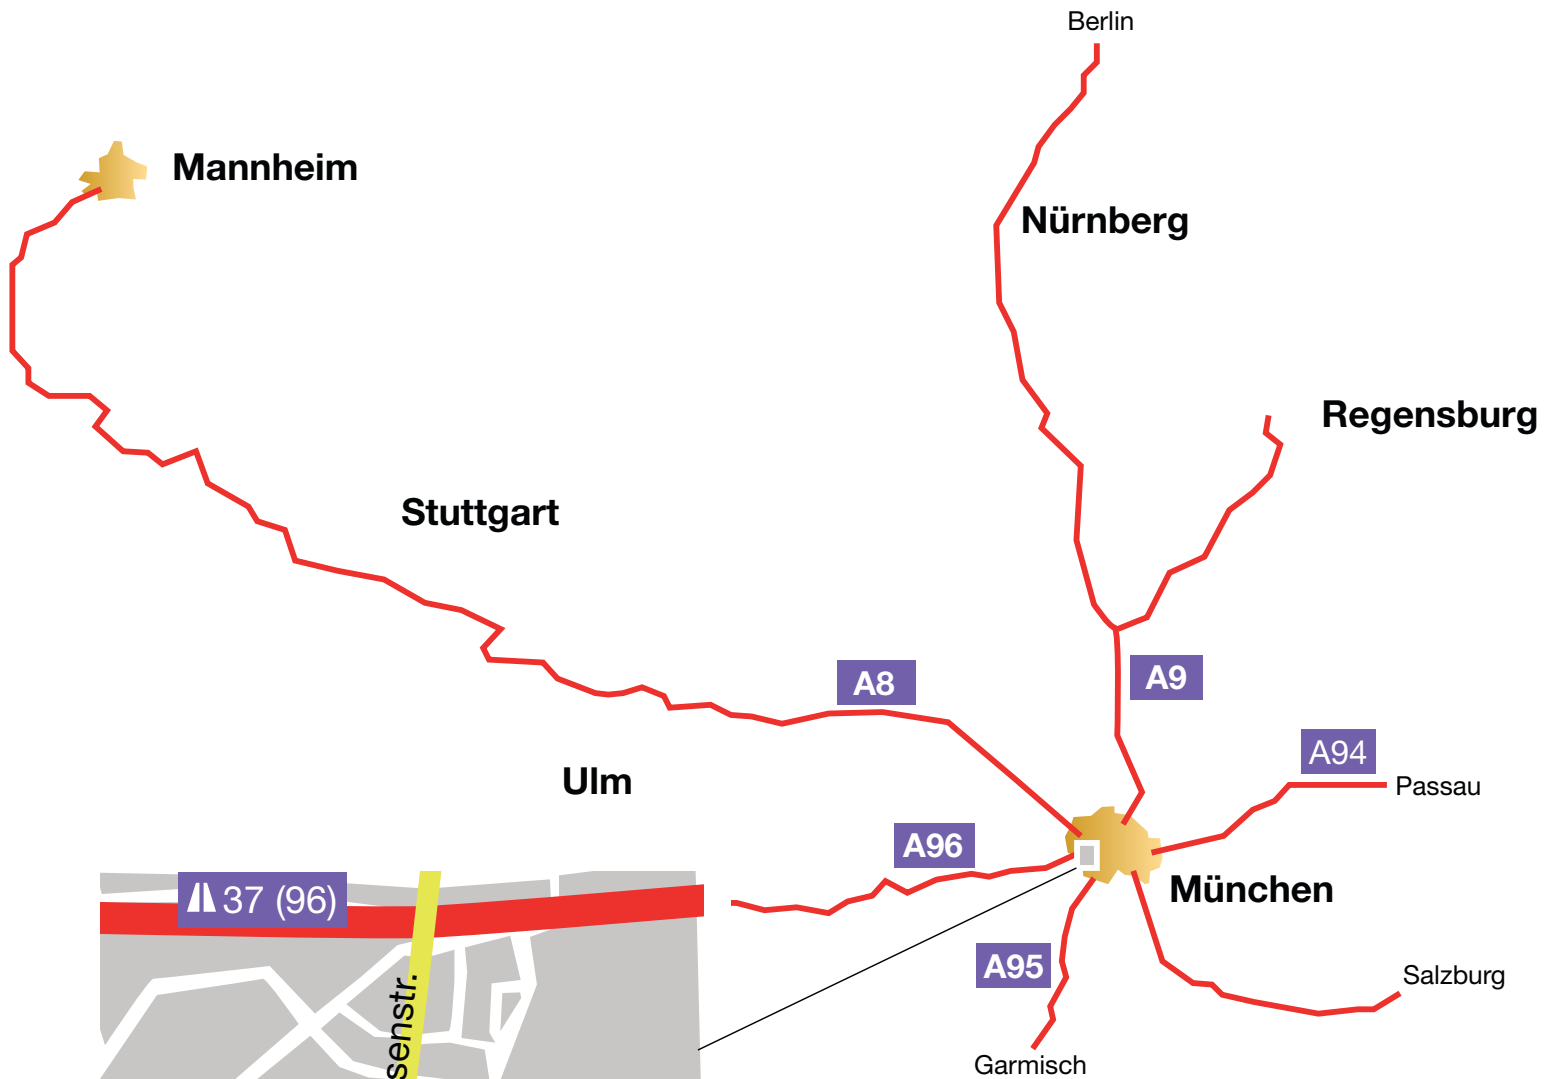 Berlin
Mannheim
Nürnberg
Regensburg
Stuttgart
A8
A9
A94
Passau
Ulm
A96
37 (96)
München
A95
Salzburg
senstr.
Garmisch